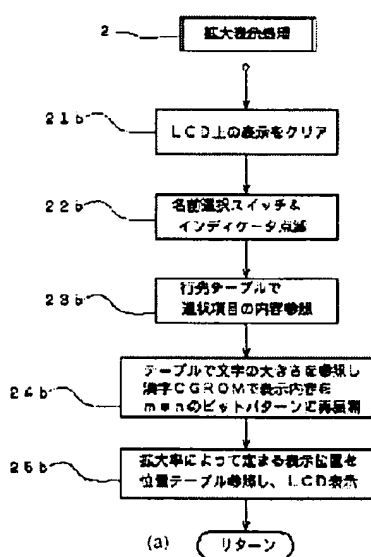 2
拡大表示処理
21b
LCD上の表示をクリア
22b
名前選択スイッチ&
インディケータ点滅
23b
行先テーブルで
選択項目の内容参照
24b
テーブルで文字の大きさを参照し
漢字CGROMで表示内容を
m×nのビットパターンに再展開
25b
拡大率によって定まる表示位置を
位置テーブル参照し、LCD表示
(a)
リターン